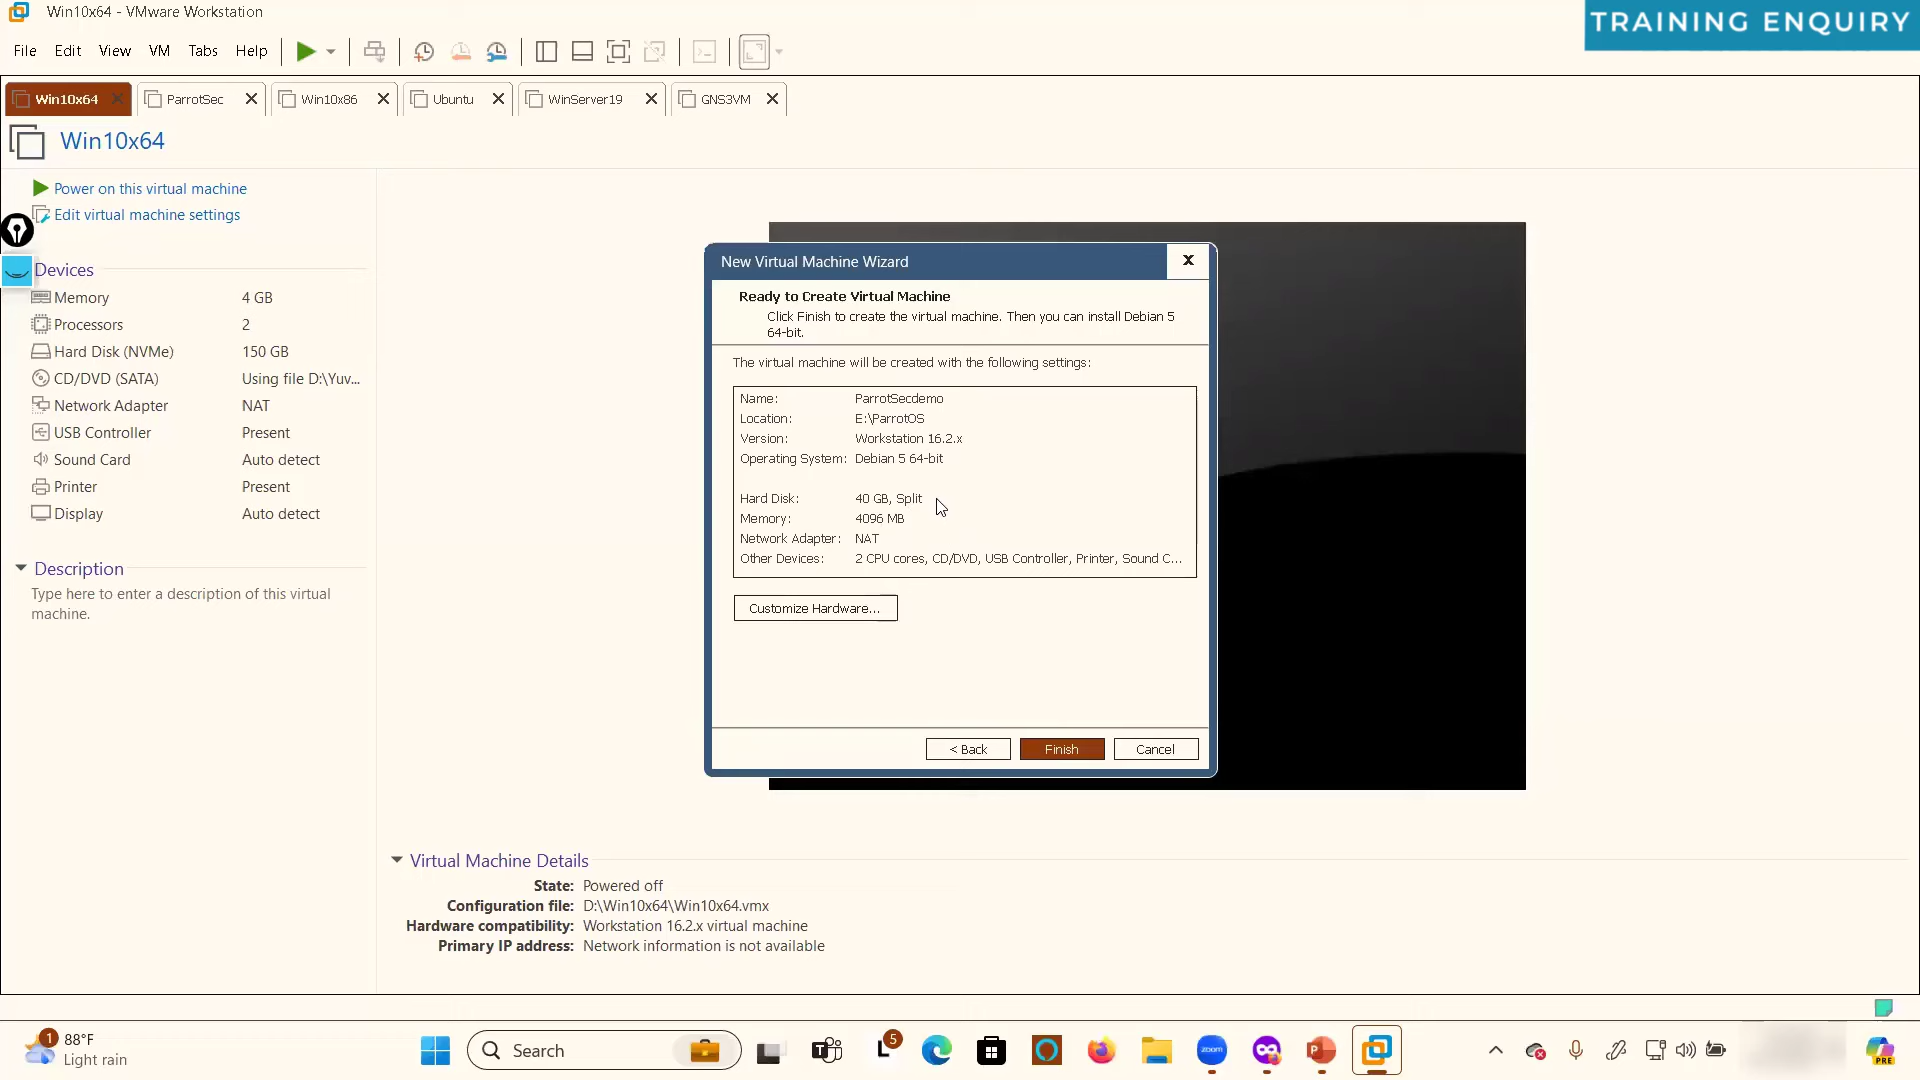 Win10x64 - VMware Workstation
TRAINING ENQUIRY
File Edit View VM Tabs Help
Win10x64 ParrotSec Win10x86 Ubuntu WinServer19 GNS3VM
Win10x64
Power on this virtual machine
Edit virtual machine settings
Devices
Memory 4 GB
Processors 2
Hard Disk (NVMe) 150 GB
CD/DVD (SATA) Using file D:\Yuv...
Network Adapter NAT
USB Controller Present
Sound Card Auto detect
Printer Present
Display Auto detect
Description
Type here to enter a description of this virtual
machine.
New Virtual Machine Wizard
Ready to Create Virtual Machine
Click Finish to create the virtual machine. Then you can install Debian 5
64-bit.
The virtual machine will be created with the following settings:
Name: ParrotSecdemo
Location: E:\ParrotOS
Version: Workstation 16.2.x
Operating System: Debian 5 64-bit
Hard Disk: 40 GB, Split
Memory: 4096 MB
Network Adapter: NAT
Other Devices: 2 CPU cores, CD/DVD, USB Controller, Printer, Sound C...
Customize Hardware...
< Back Finish Cancel
Virtual Machine Details
State: Powered off
Configuration file: D:\Win10x64\Win10x64.vmx
Hardware compatibility: Workstation 16.2.x virtual machine
Primary IP address: Network information is not available
1 88°F
Light rain
Search
5
zoom
PRE